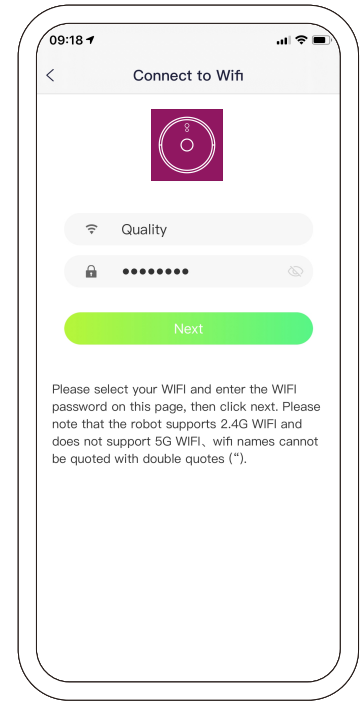 09:18
Connect to Wifi
Quality
••••••••
Next
Please select your WIFI and enter the WIFI
password on this page, then click next. Please
note that the robot supports 2.4G WIFI and
does not support 5G WIFI、wifi names cannot
be quoted with double quotes (“).